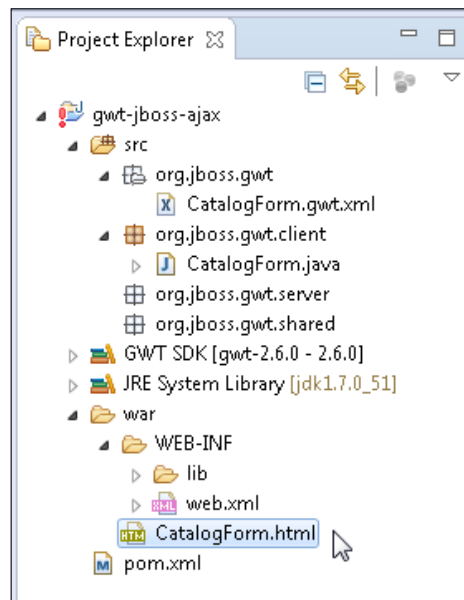 Project Explorer
gwt-jboss-ajax
src
org.jboss.gwt
CatalogForm.gwt.xml
org.jboss.gwt.client
CatalogForm.java
org.jboss.gwt.server
org.jboss.gwt.shared
GWT SDK [gwt-2.6.0 - 2.6.0]
JRE System Library [jdk1.7.0_51]
war
WEB-INF
lib
web.xml
CatalogForm.html
pom.xml